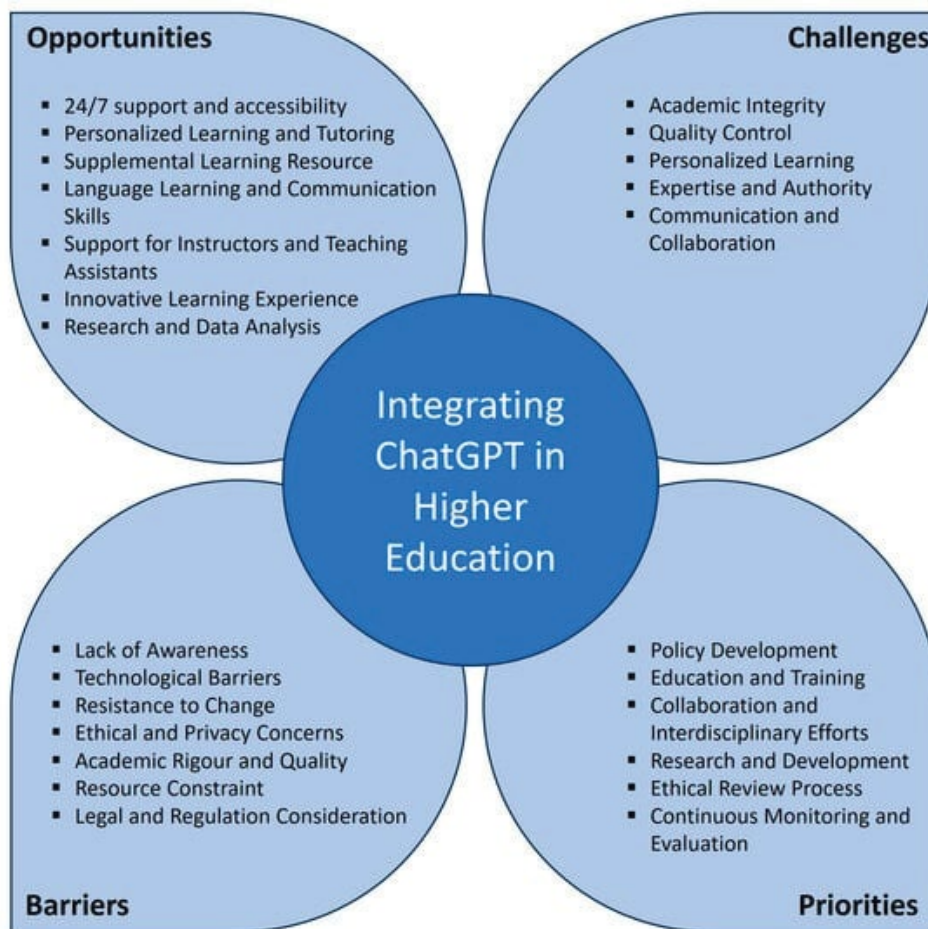 Opportunities
▪ 24/7 support and accessibility
▪ Personalized Learning and Tutoring
▪ Supplemental Learning Resource
▪ Language Learning and Communication
Skills
▪ Support for Instructors and Teaching
Assistants
▪ Innovative Learning Experience
▪ Research and Data Analysis
Challenges
▪ Academic Integrity
▪ Quality Control
▪ Personalized Learning
▪ Expertise and Authority
▪ Communication and
Collaboration
Integrating
ChatGPT in
Higher
Education
▪ Lack of Awareness
▪ Technological Barriers
▪ Resistance to Change
▪ Ethical and Privacy Concerns
▪ Academic Rigour and Quality
▪ Resource Constraint
▪ Legal and Regulation Consideration
Barriers
▪ Policy Development
▪ Education and Training
▪ Collaboration and
Interdisciplinary Efforts
▪ Research and Development
▪ Ethical Review Process
▪ Continuous Monitoring and
Evaluation
Priorities